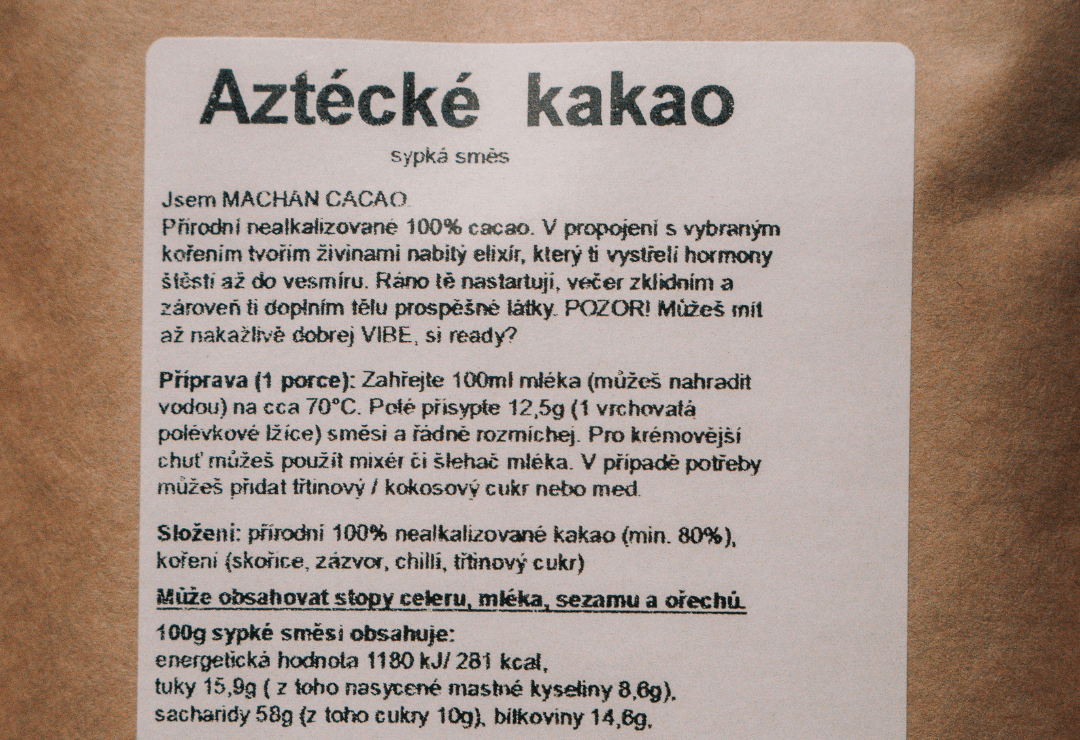 Aztécké kakao
sypká směs
Jsem MACHAN CACAO
Přírodní nealkalizované 100% cacao. V propojení s vybraným
kořením tvořím živinami nabitý elixír, který ti vystřelí hormony
štěstí až do vesmíru. Ráno tě nastartuji, večer zklidním a
zároveň ti doplním tělu prospěšné látky. POZOR! Můžeš mít
až nakažlivě dobrej VIBE, si ready?
Příprava (1 porce): Zahřejte 100ml mléka (můžeš nahradit
vodou) na cca 70°C. Poté přisypte 12,5g (1 vrchovatá
polévkové lžíce) směsi a řádně rozmíchej. Pro krémovější
chuť můžeš použít mixér či šlehač mléka. V případě potřeby
můžeš přidat třtinový / kokosový cukr nebo med.
Složení: přírodní 100% nealkalizované kakao (min. 80%),
koření (skořice, zázvor, chilli, třtinový cukr)
Může obsahovat stopy celeru, mléka, sezamu a ořechů.
100g sypké směsi obsahuje:
energetická hodnota 1180 kJ/ 281 kcal,
tuky 15,9g ( z toho nasycené mastné kyseliny 8,6g),
sacharidy 58g (z toho cukry 10g), bílkoviny 14,6g,